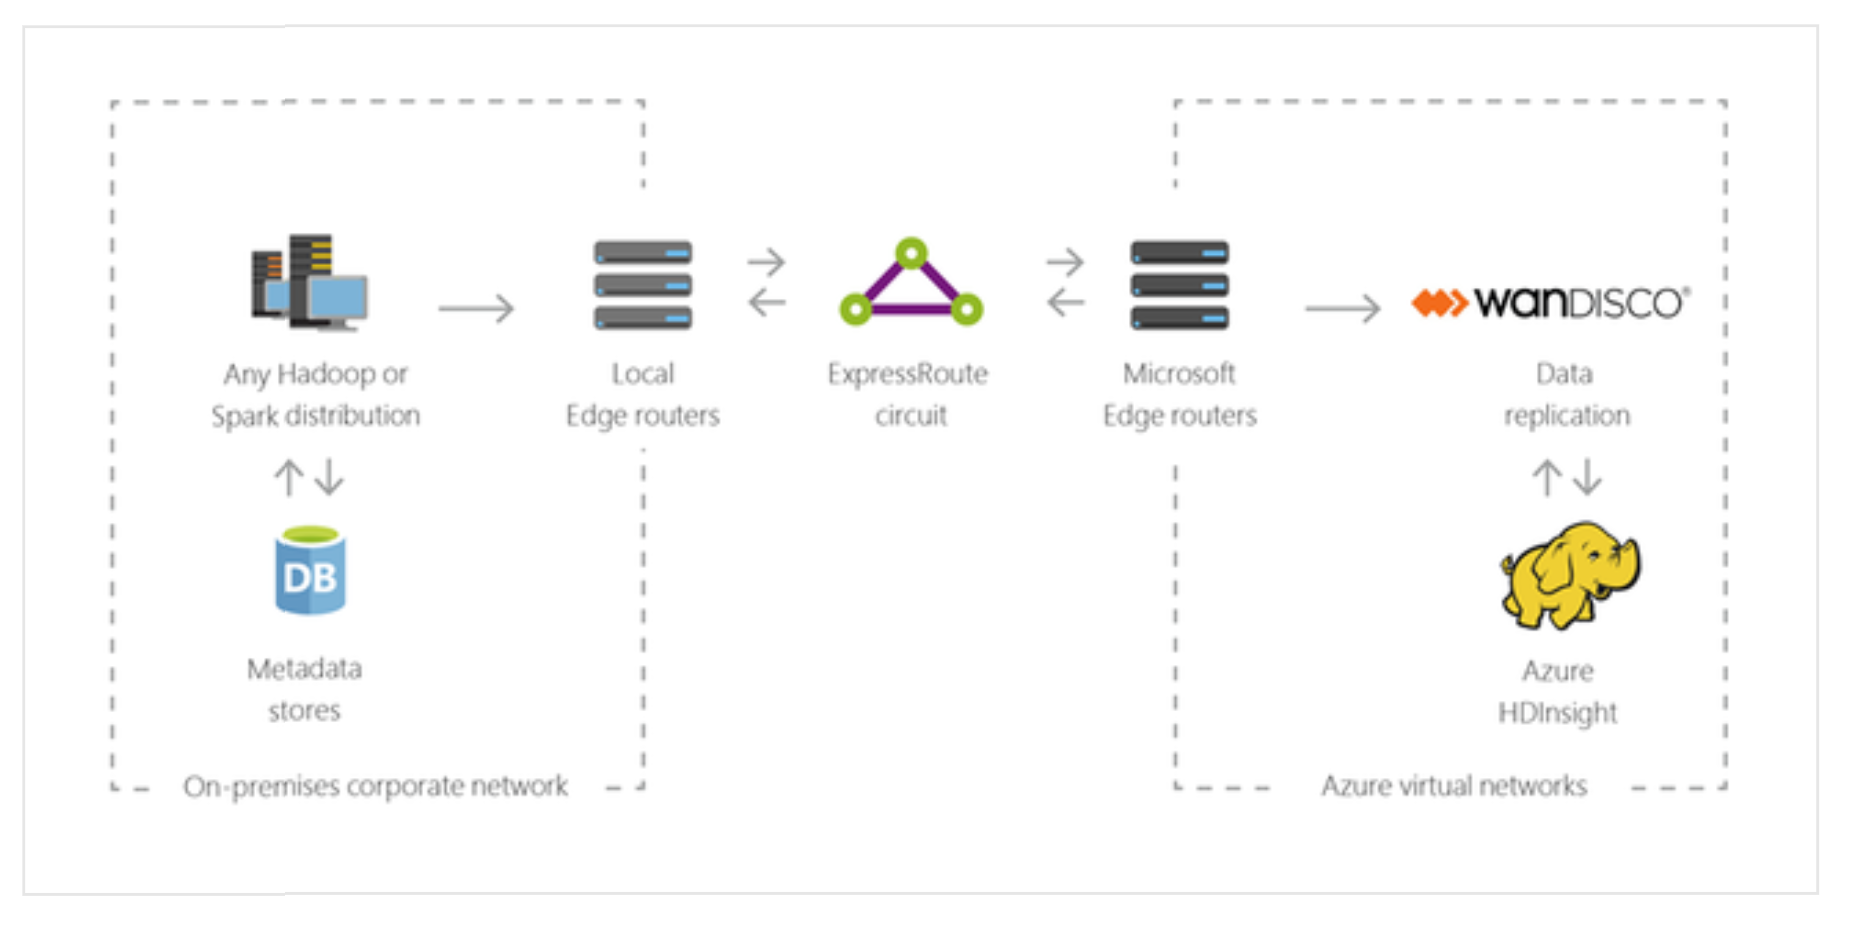 wanDISCO®
Any Hadoop or
Spark distribution
Local
Edge routers
ExpressRoute
circuit
Microsoft
Edge routers
Data
replication
DB
Metadata
stores
Azure
HDInsight
On-premises corporate network
Azure virtual networks